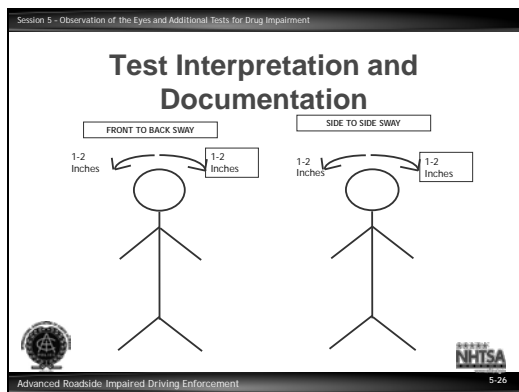 Session 5 - Observation of the Eyes and Additional Tests for Drug Impairment
Test Interpretation and
Documentation
FRONT TO BACK SWAY
SIDE TO SIDE SWAY
1-2
Inches
1-2
Inches
1-2
Inches
1-2
Inches
NHTSA
Advanced Roadside Impaired Driving Enforcement
5-26